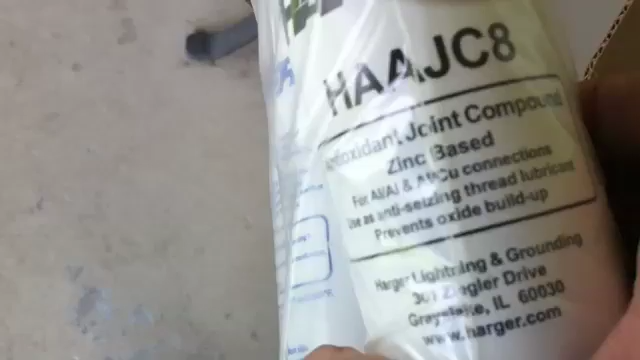 HAAJC8
Antioxidant Joint Compound
Zinc Based
For Al/Al & Al/Cu connections
Use as anti-seizing thread lubricant
Prevents oxide build-up
Harger Lightning & Grounding
301 Ziegler Drive
Grayslake, IL 60030
www.harger.com